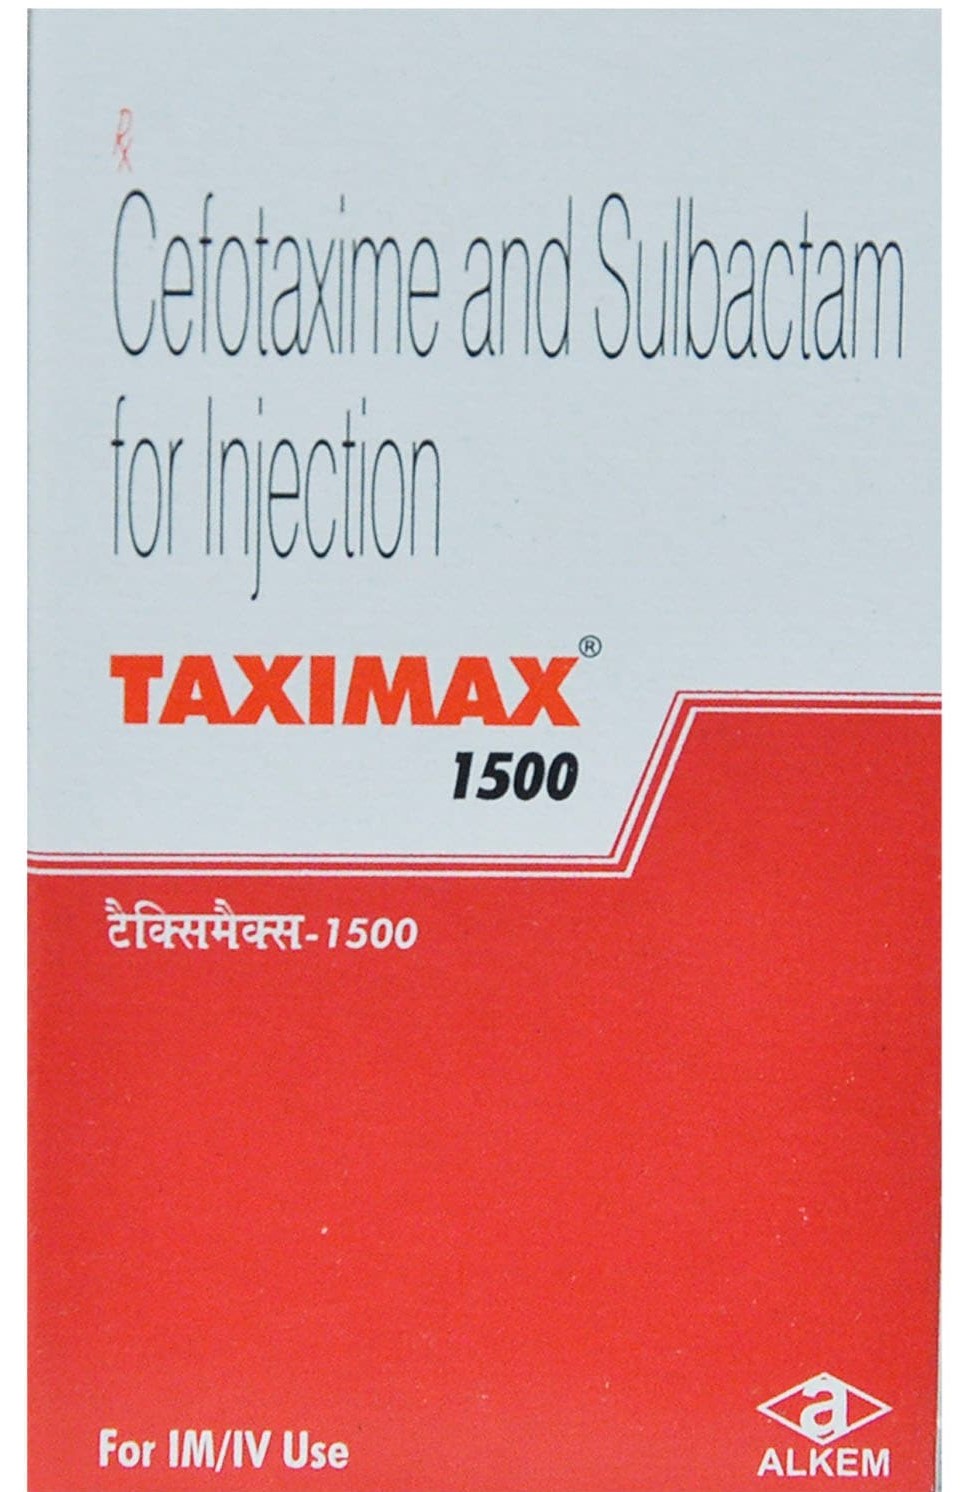 Rx
Cefotaxime and Sulbactam
for Injection
TAXIMAX®
1500
टैक्सिमैक्स-1500
For IM/IV Use
a
ALKEM